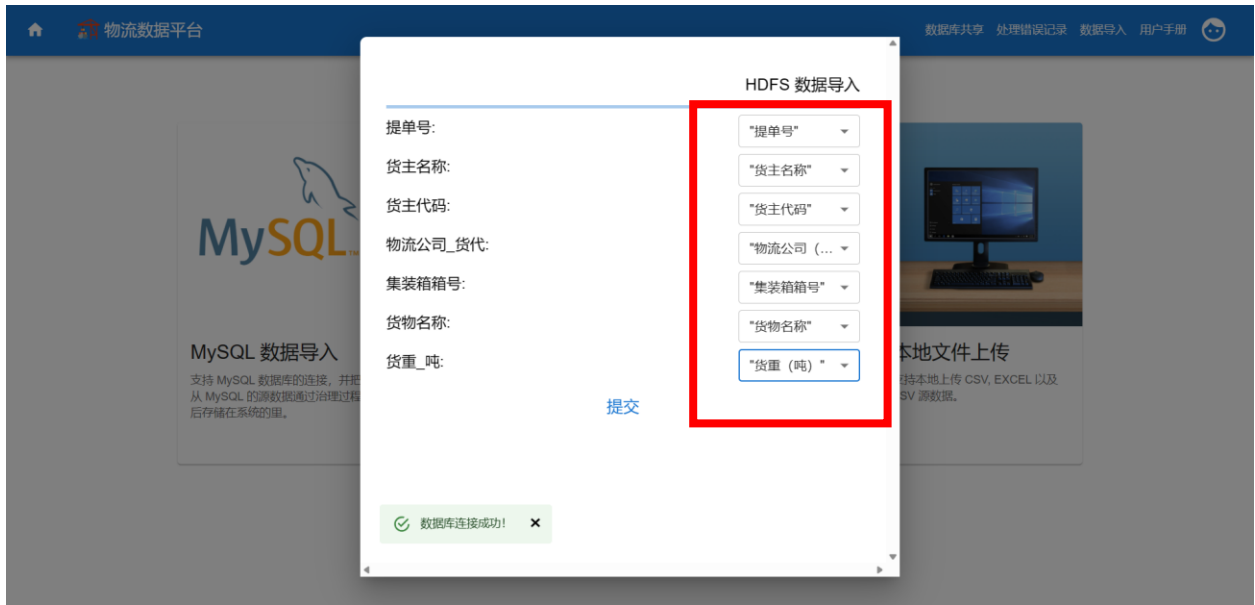 物流数据平台
数据库共享 处理错误记录 数据导入 用户手册
HDFS 数据导入
提单号:
"提单号"
货主名称:
"货主名称"
货主代码:
"货主代码"
物流公司_货代:
"物流公司（...
集装箱箱号:
"集装箱箱号"
货物名称:
"货物名称"
货重_吨:
"货重（吨）"
提交
数据库连接成功!
MySQL
MySQL 数据导入
支持 MySQL 数据库的连接，并把
从 MySQL 的源数据通过治理过程
后存储在系统的里。
本地文件上传
支持本地上传 CSV, EXCEL 以及
SV 源数据。